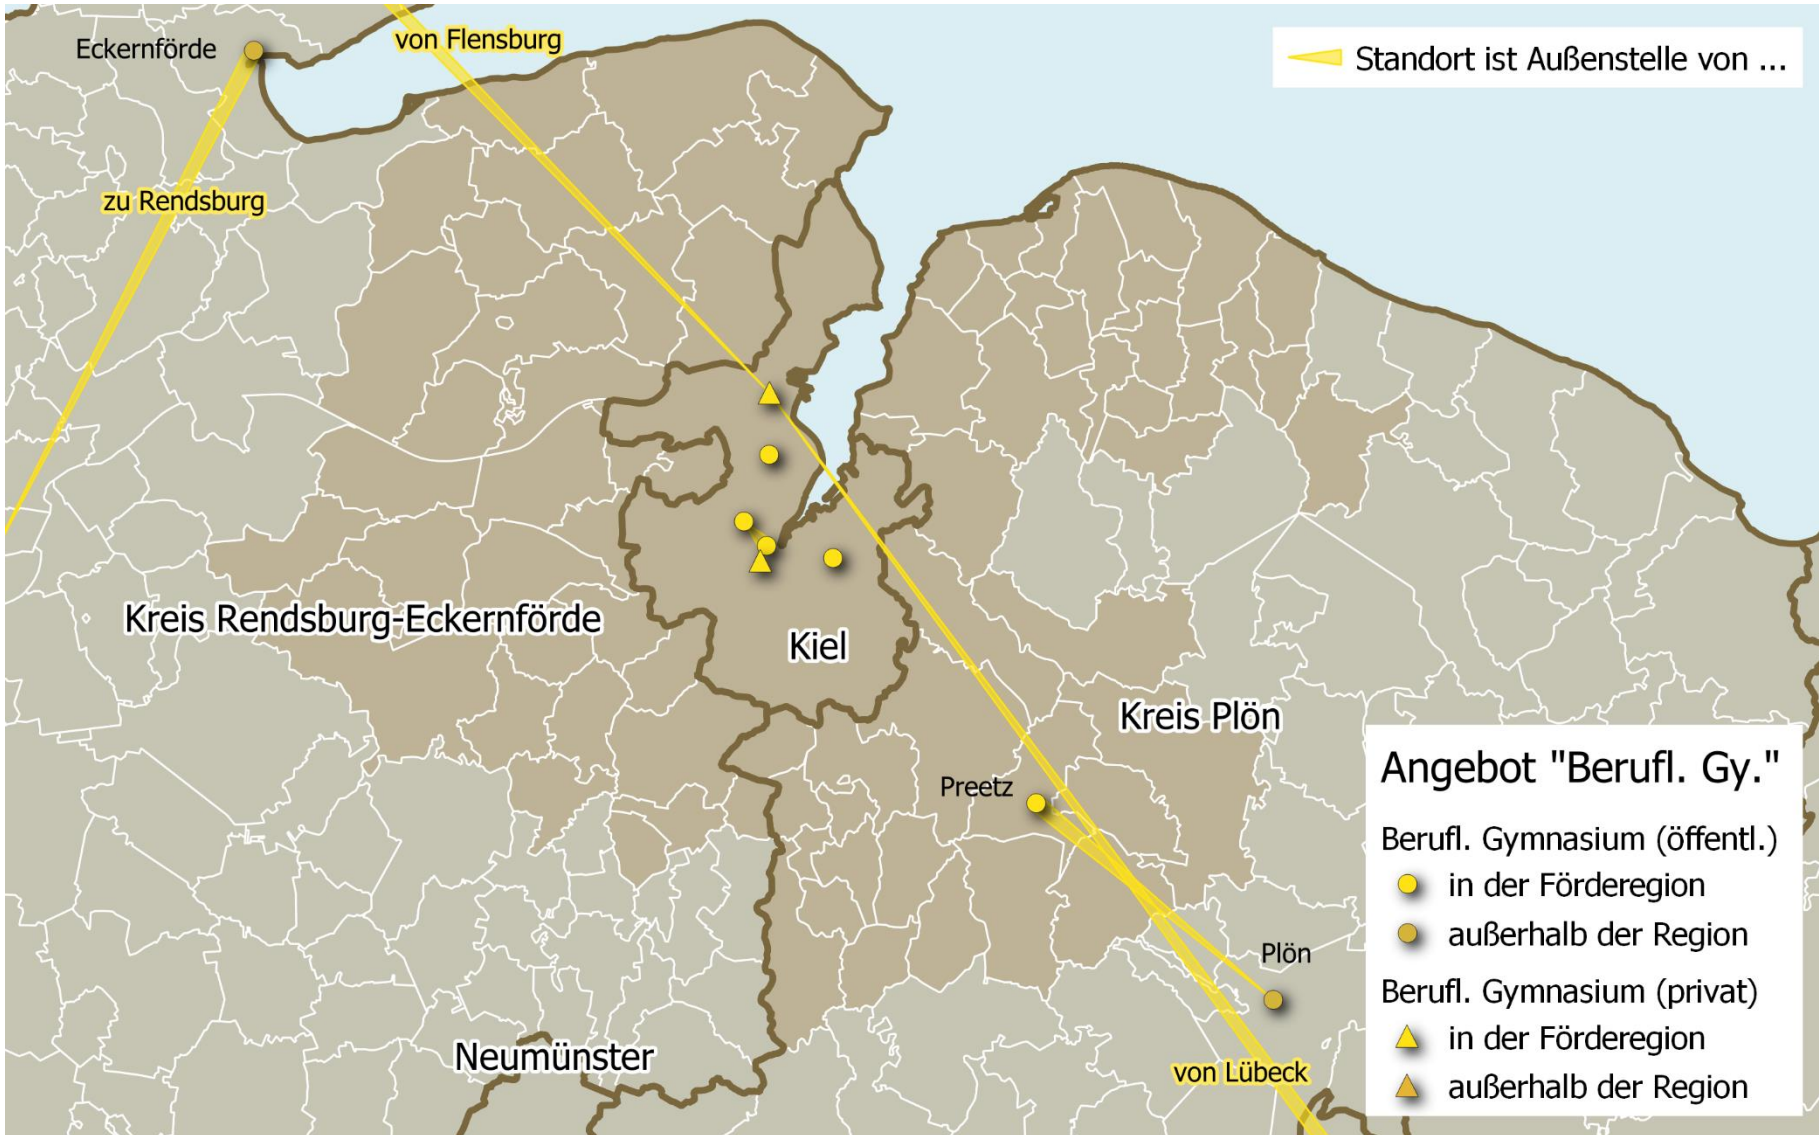 Eckernförde
von Flensburg
Standort ist Außenstelle von ...
zu Rendsburg
Kreis Rendsburg-Eckernförde
Kiel
Kreis Plön
Preetz
Plön
Neumünster
von Lübeck
Angebot "Berufl. Gy."
Berufl. Gymnasium (öffentl.)
in der Förderegion
außerhalb der Region
Berufl. Gymnasium (privat)
in der Förderegion
außerhalb der Region